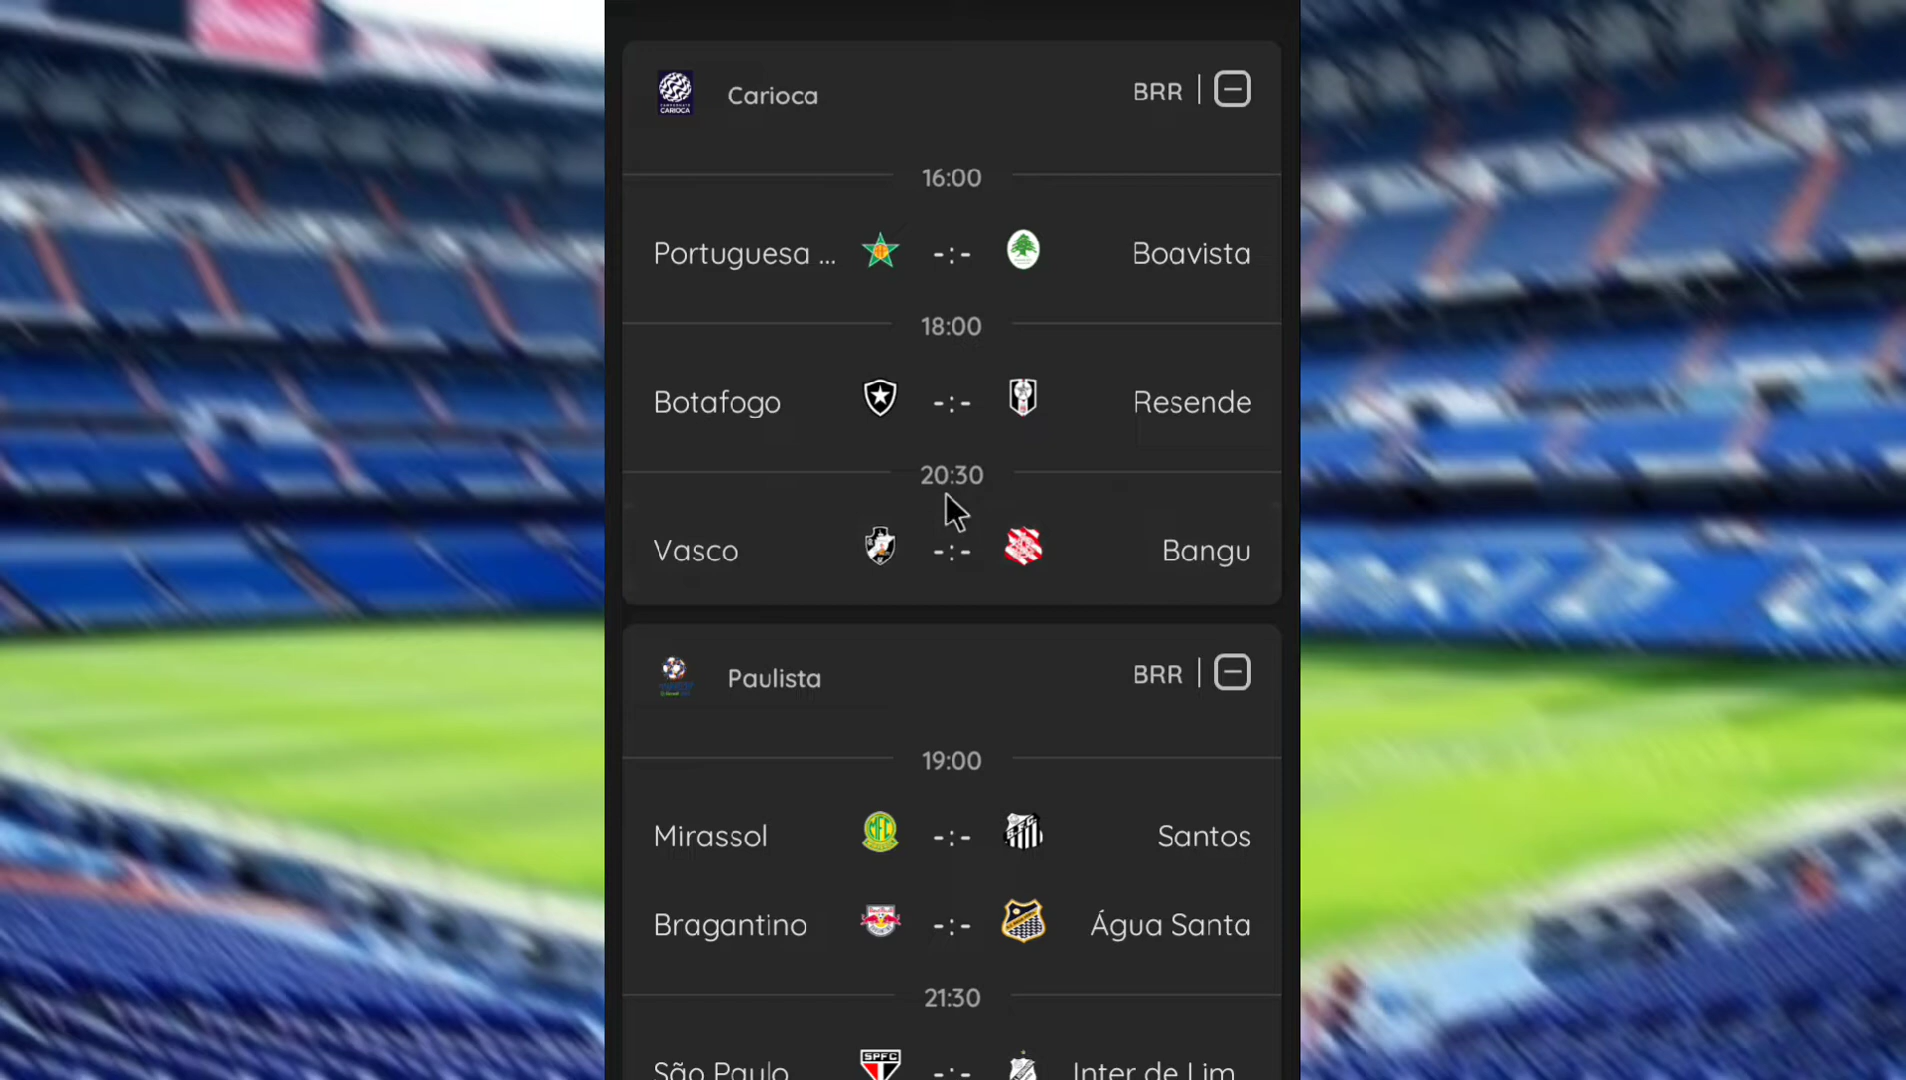 Carioca BRR
16:00
Portuguesa ... -:- Boavista
18:00
Botafogo -:- Resende
20:30
Vasco -:- Bangu
Paulista BRR
19:00
Mirassol -:- Santos
Bragantino -:- Água Santa
21:30
São Paulo -:- Inter de Lim...